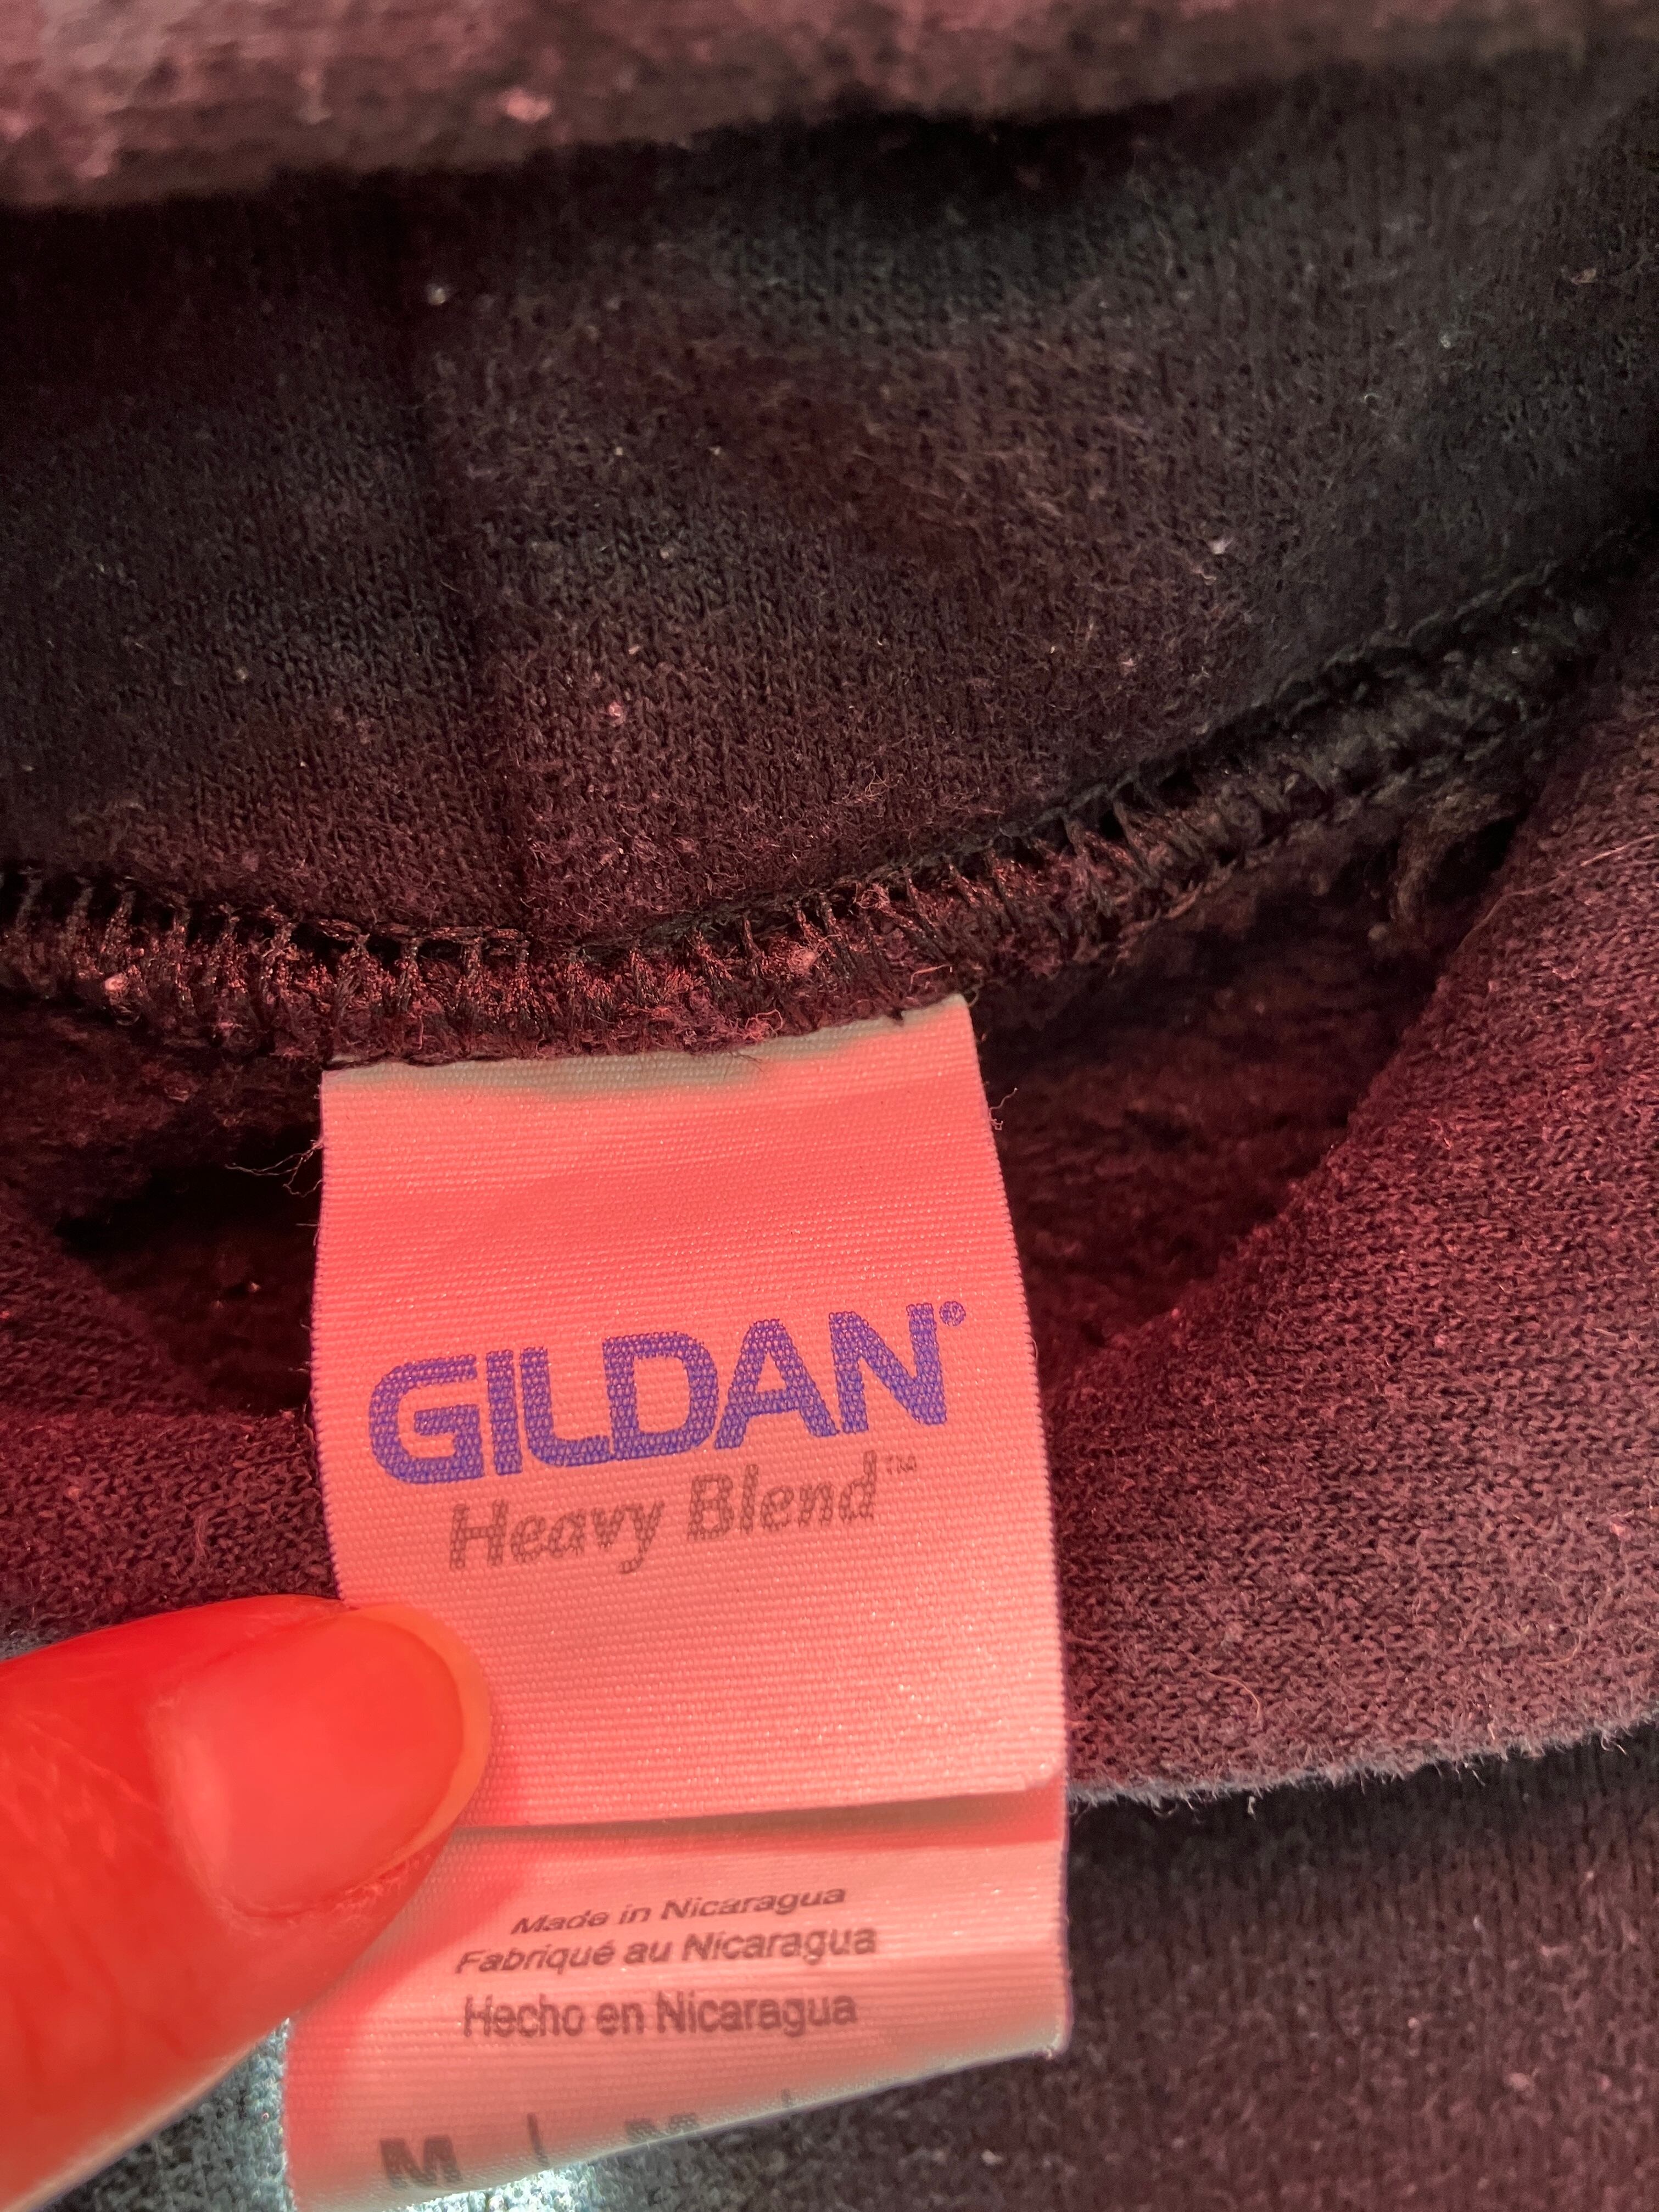 GILDAN®
Heavy Blend™
Made in Nicaragua
Fabriqué au Nicaragua
Hecho en Nicaragua
M | M